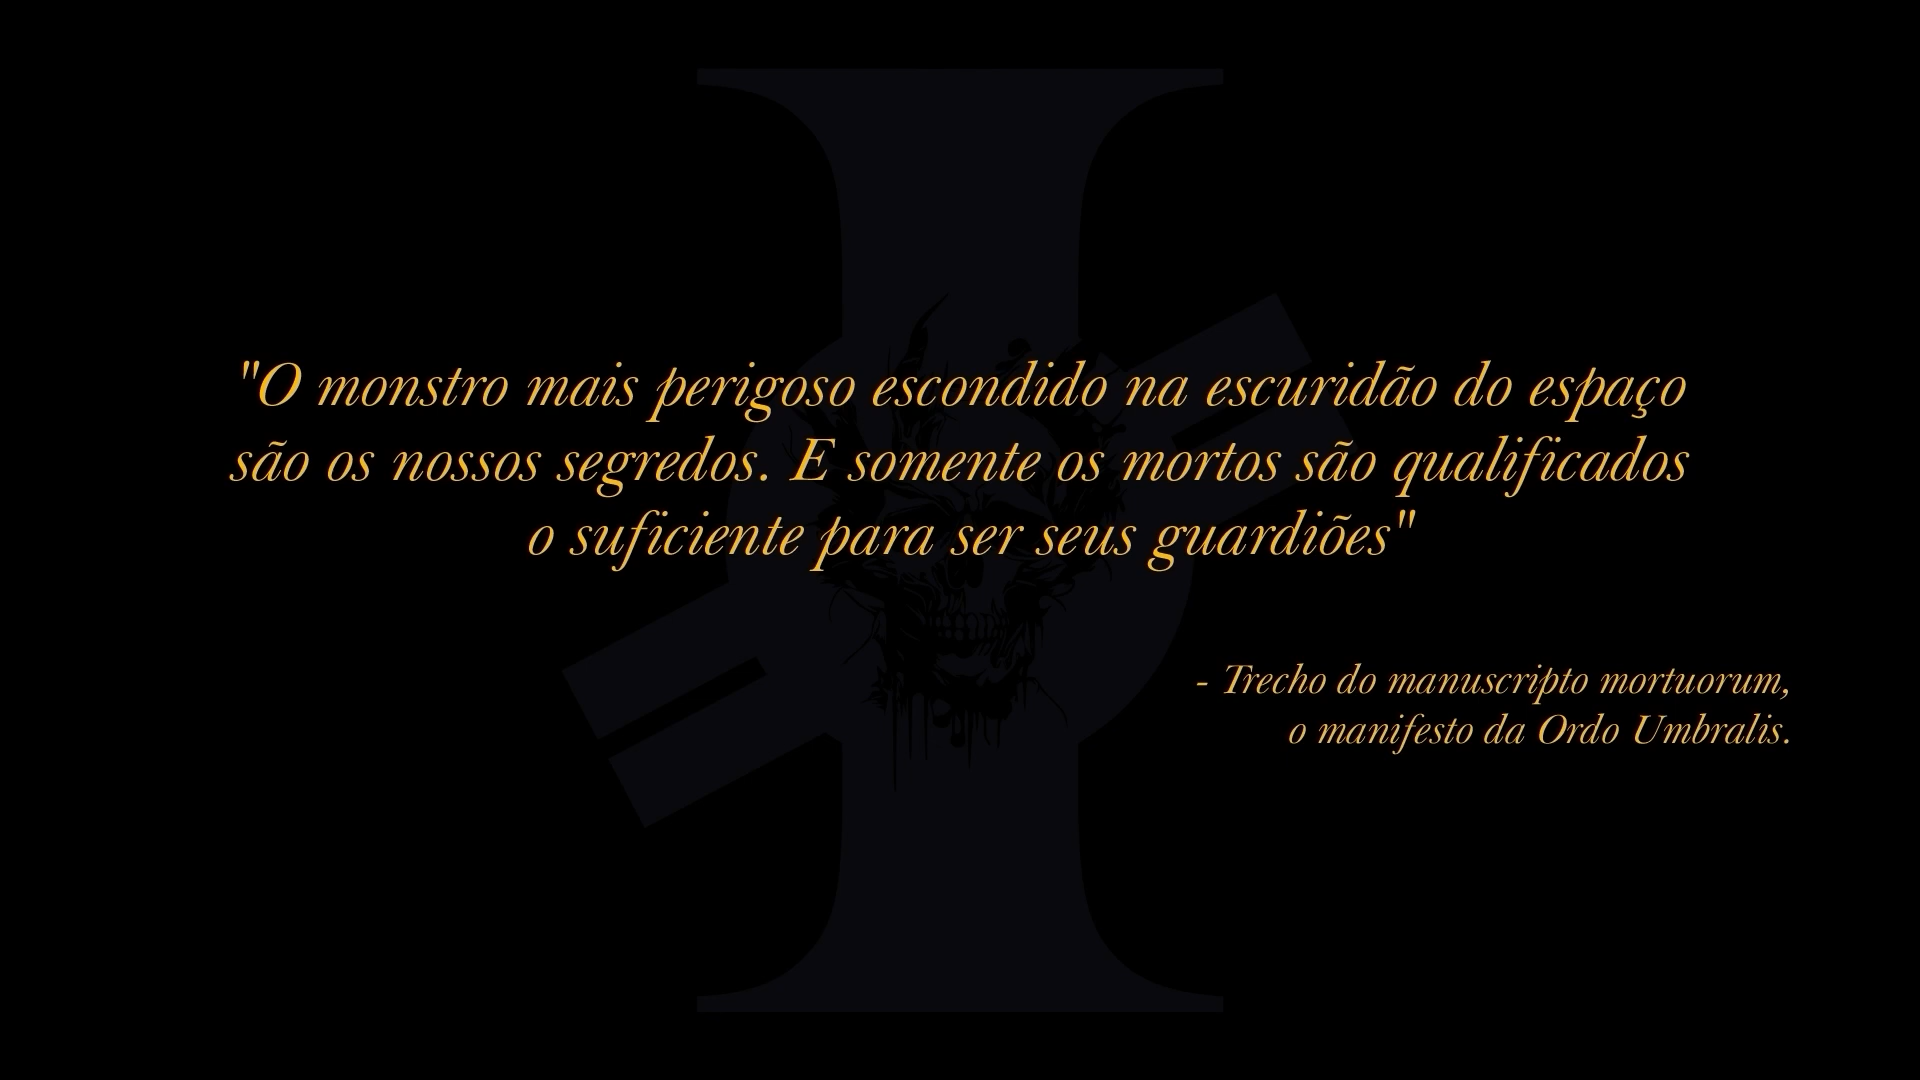 "O monstro mais perigoso escondido na escuridão do espaço
são os nossos segredos. E somente os mortos são qualificados
o suficiente para ser seus guardiões"
- Trecho do manuscripto mortuorum,
o manifesto da Ordo Umbralis.